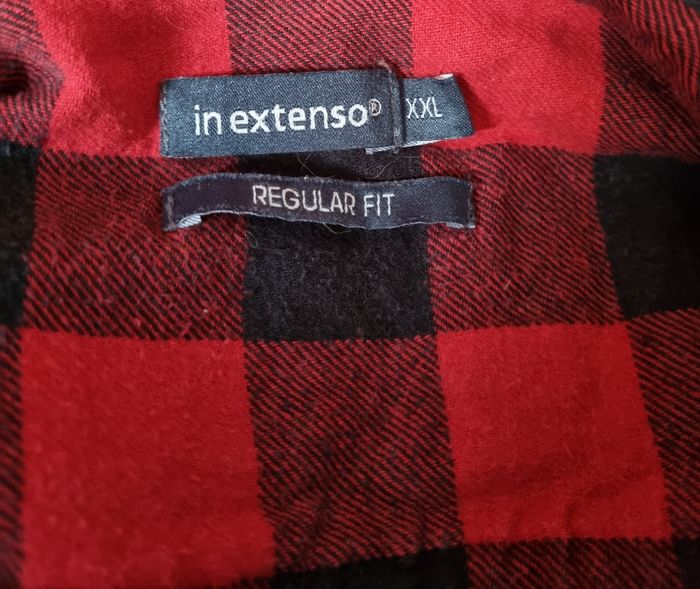 in extenso® XXL
REGULAR FIT